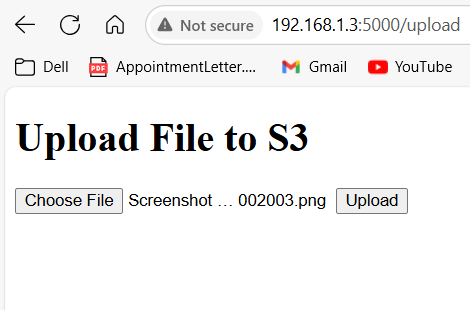 Not secure 192.168.1.3:5000/upload
Dell PDF AppointmentLetter.... Gmail YouTube
Upload File to S3
Choose File Screenshot ... 002003.png Upload